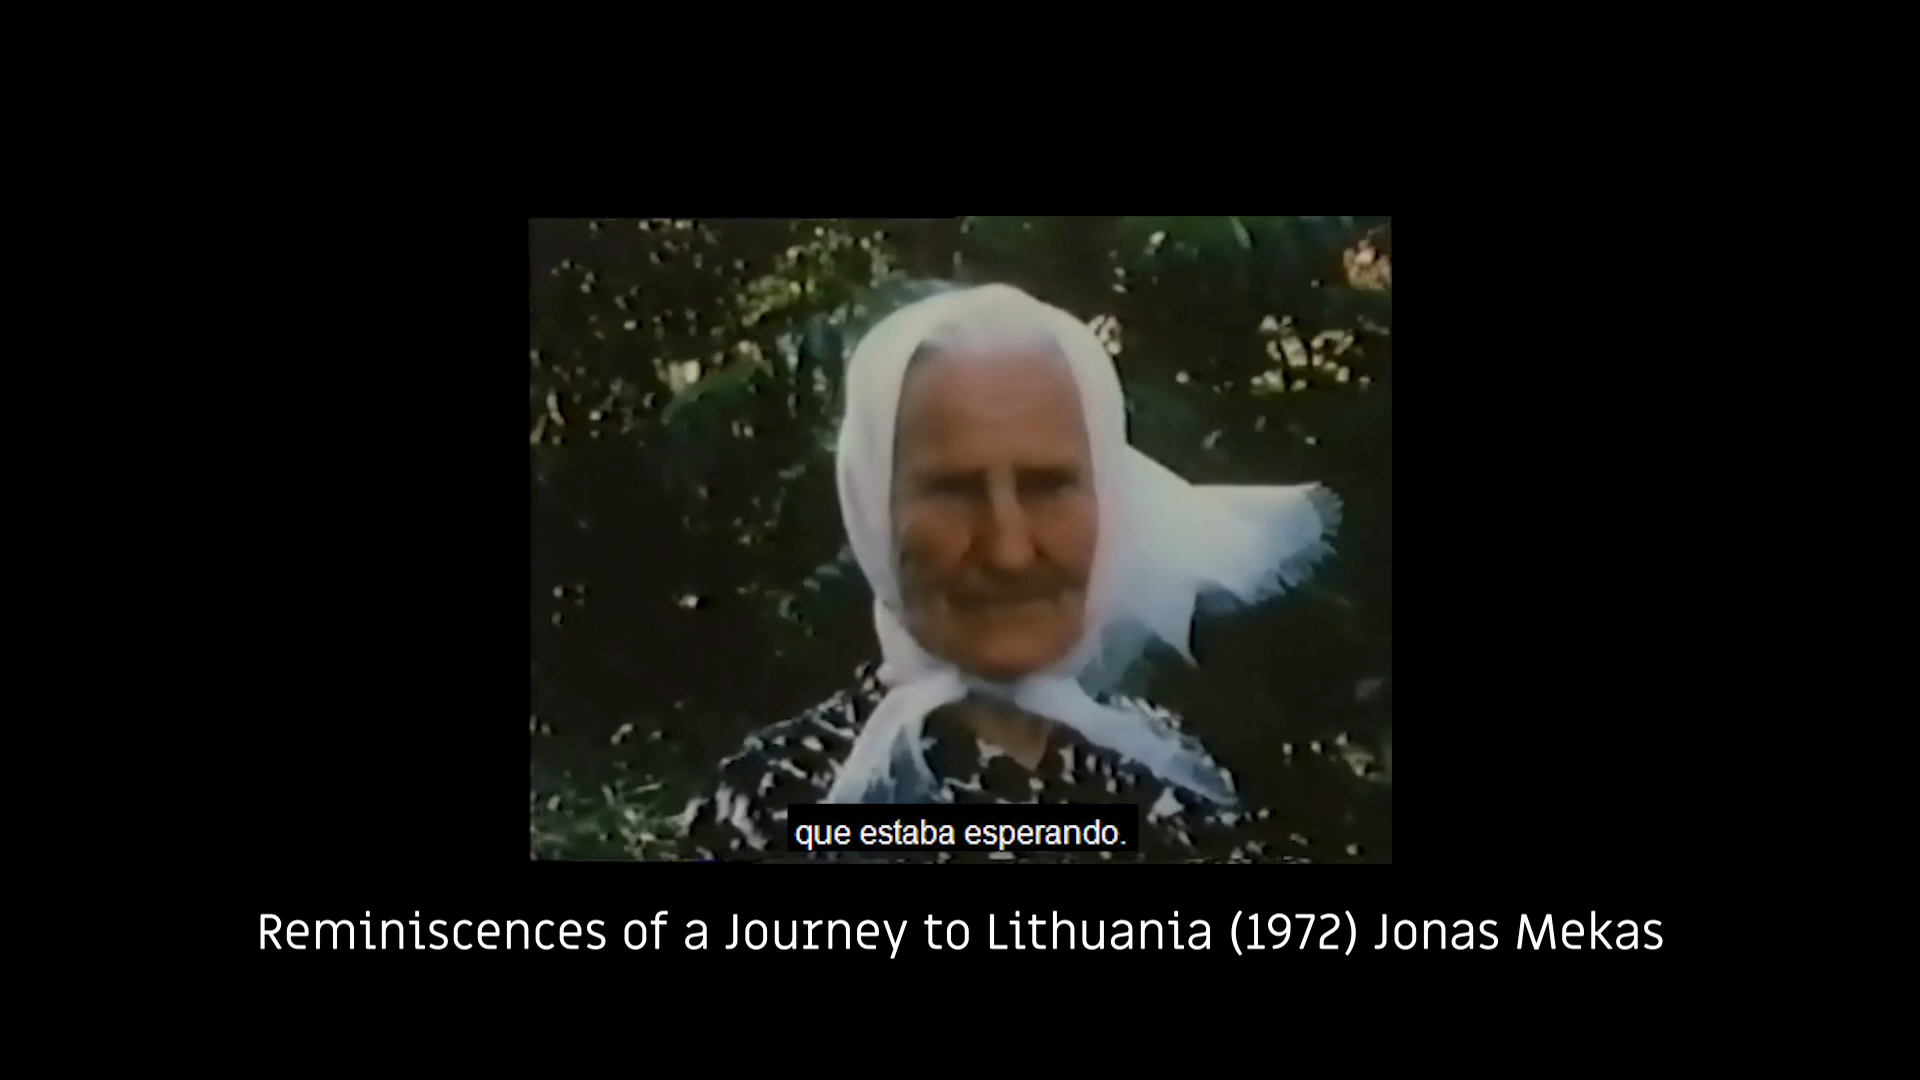 que estaba esperando.
Reminiscences of a Journey to Lithuania (1972) Jonas Mekas